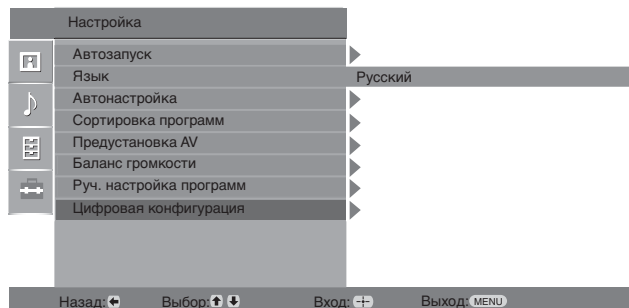 Настройка
Автозапуск
Язык Русский
Автонастройка
Сортировка программ
Предустановка AV
Баланс громкости
Руч. настройка программ
Цифровая конфигурация
Назад: Выбор: Вход: Выход: MENU